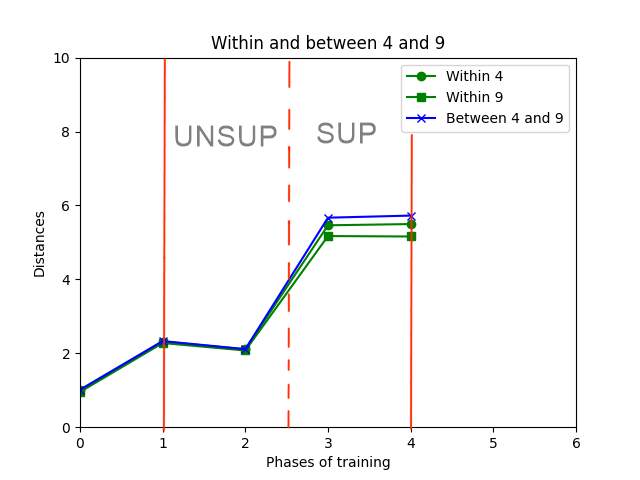 Within and between 4 and 9
10
8
6
4
2
0
Distances
UNSUP
SUP
Within 4
Within 9
Between 4 and 9
0 1 2 3 4 5 6
Phases of training